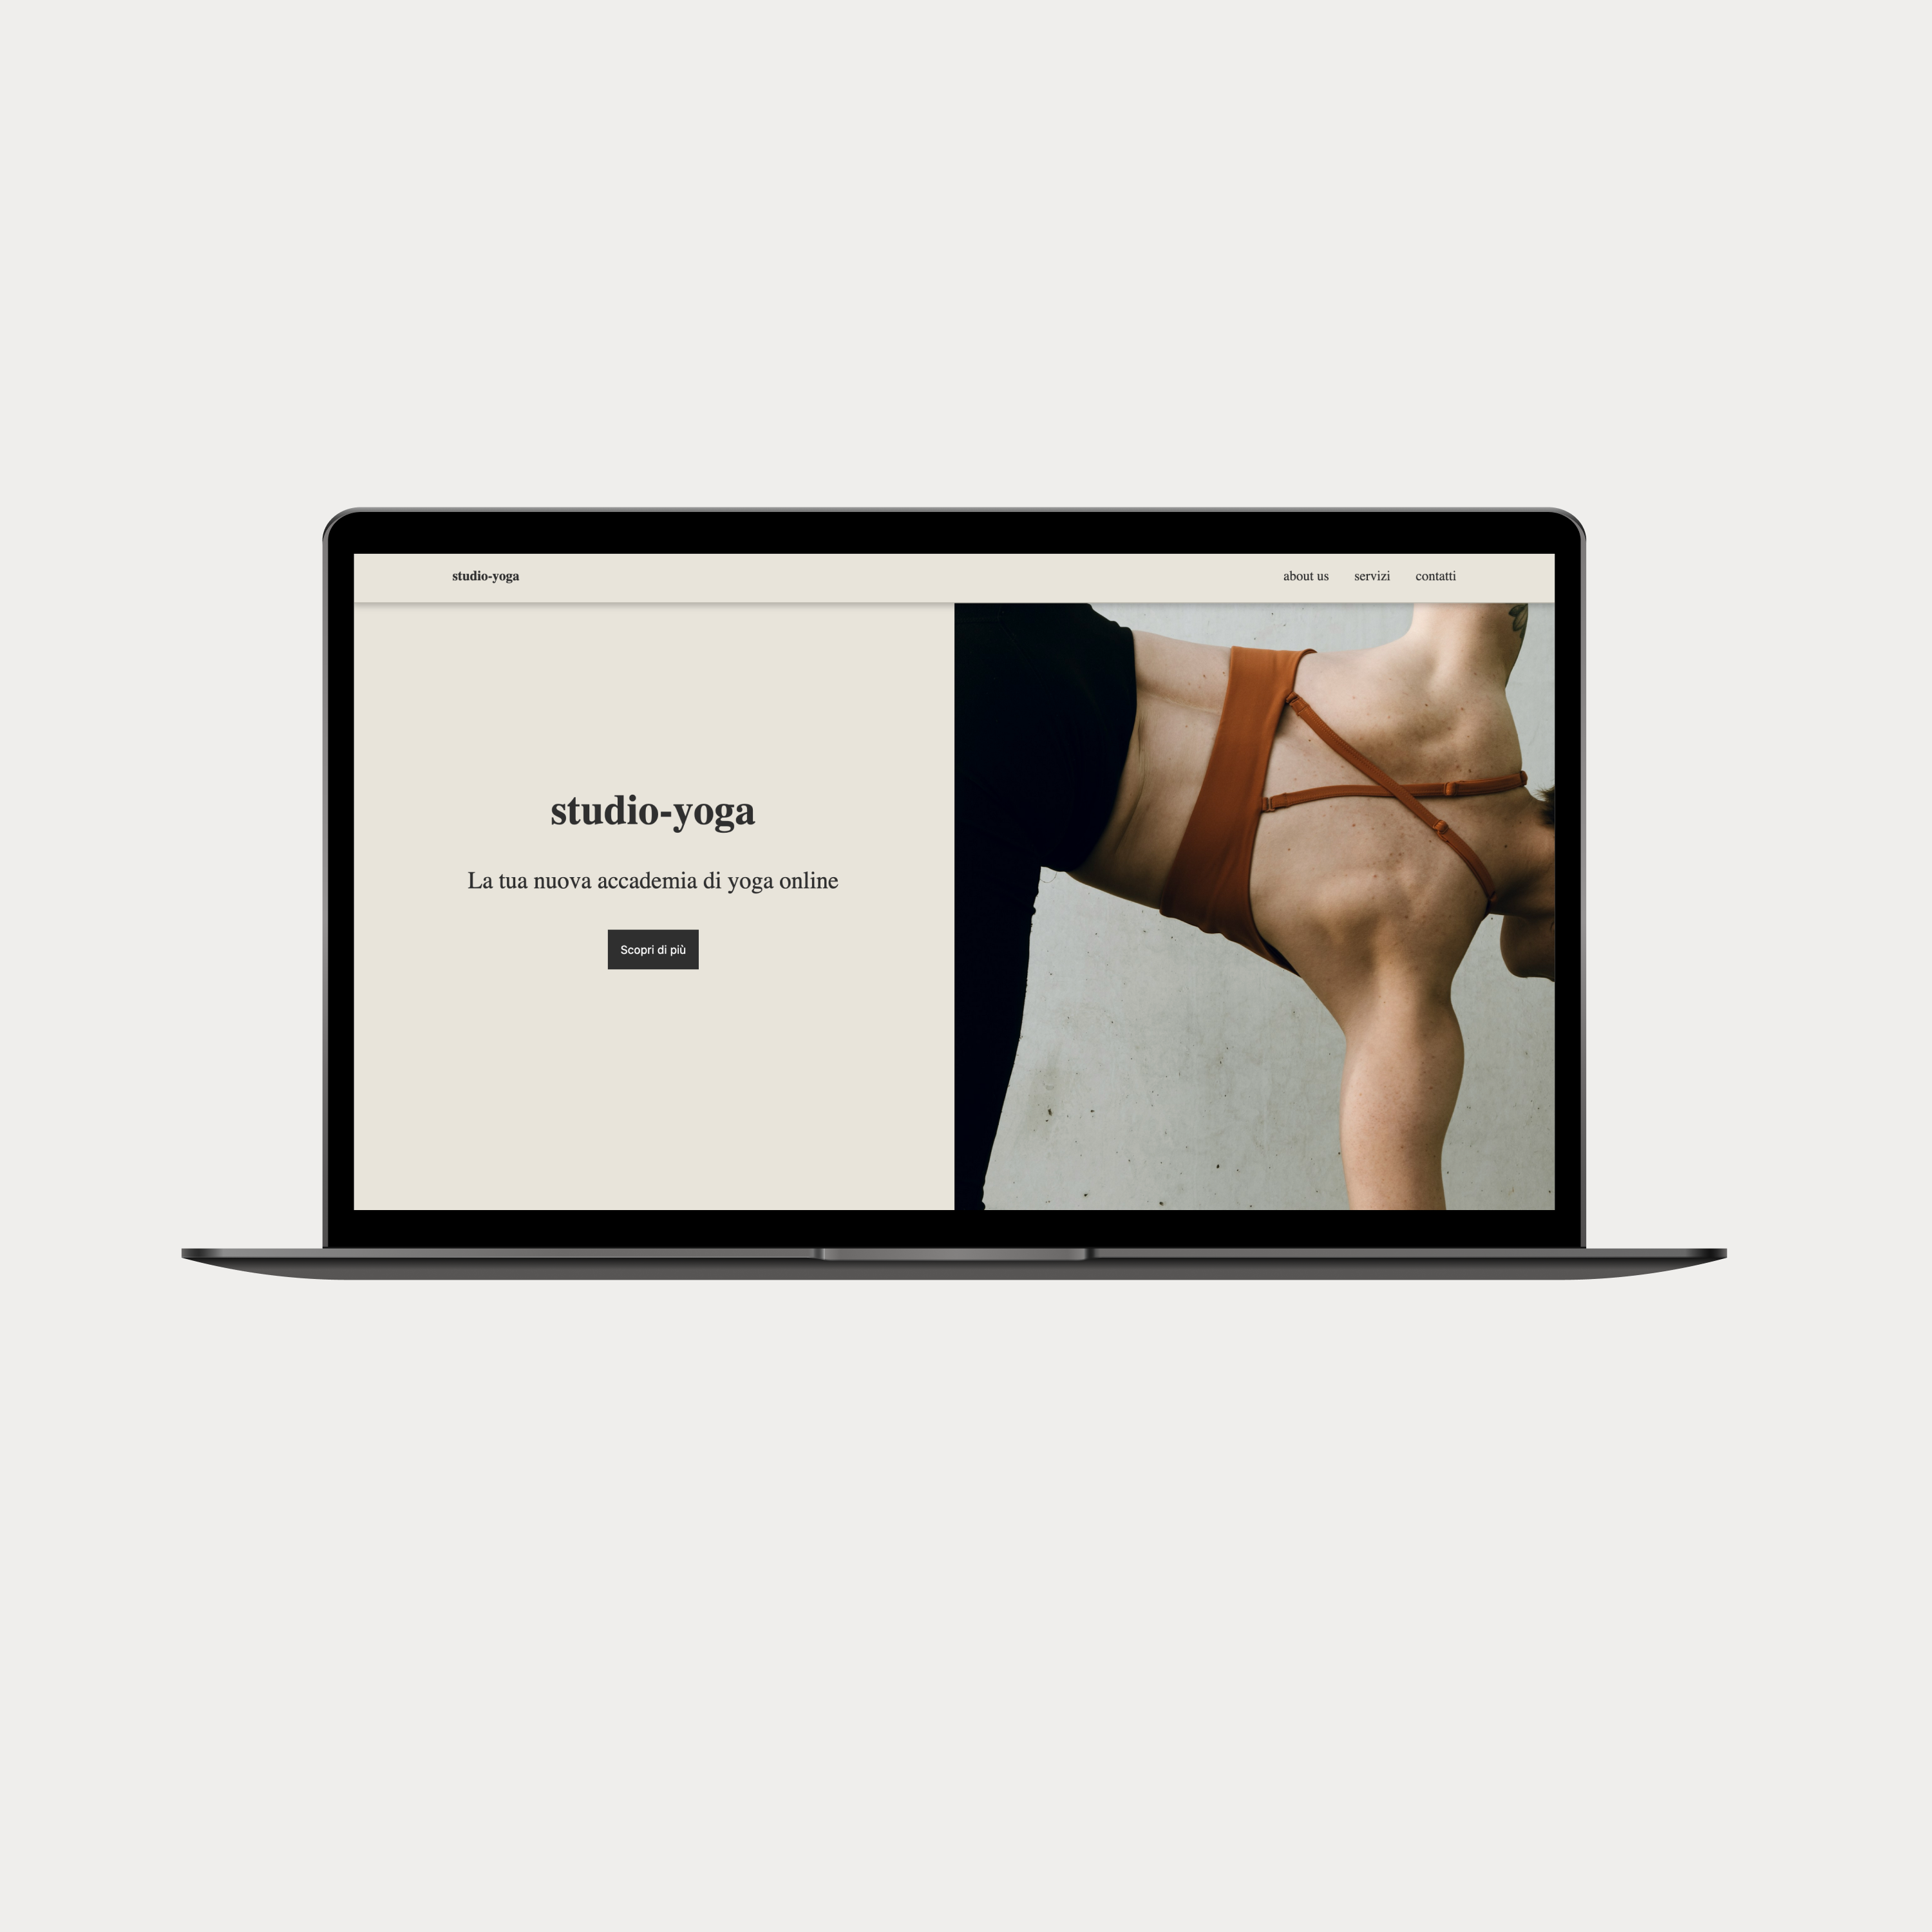 studio-yoga
about us servizi contatti
studio-yoga
La tua nuova accademia di yoga online
Scopri di più